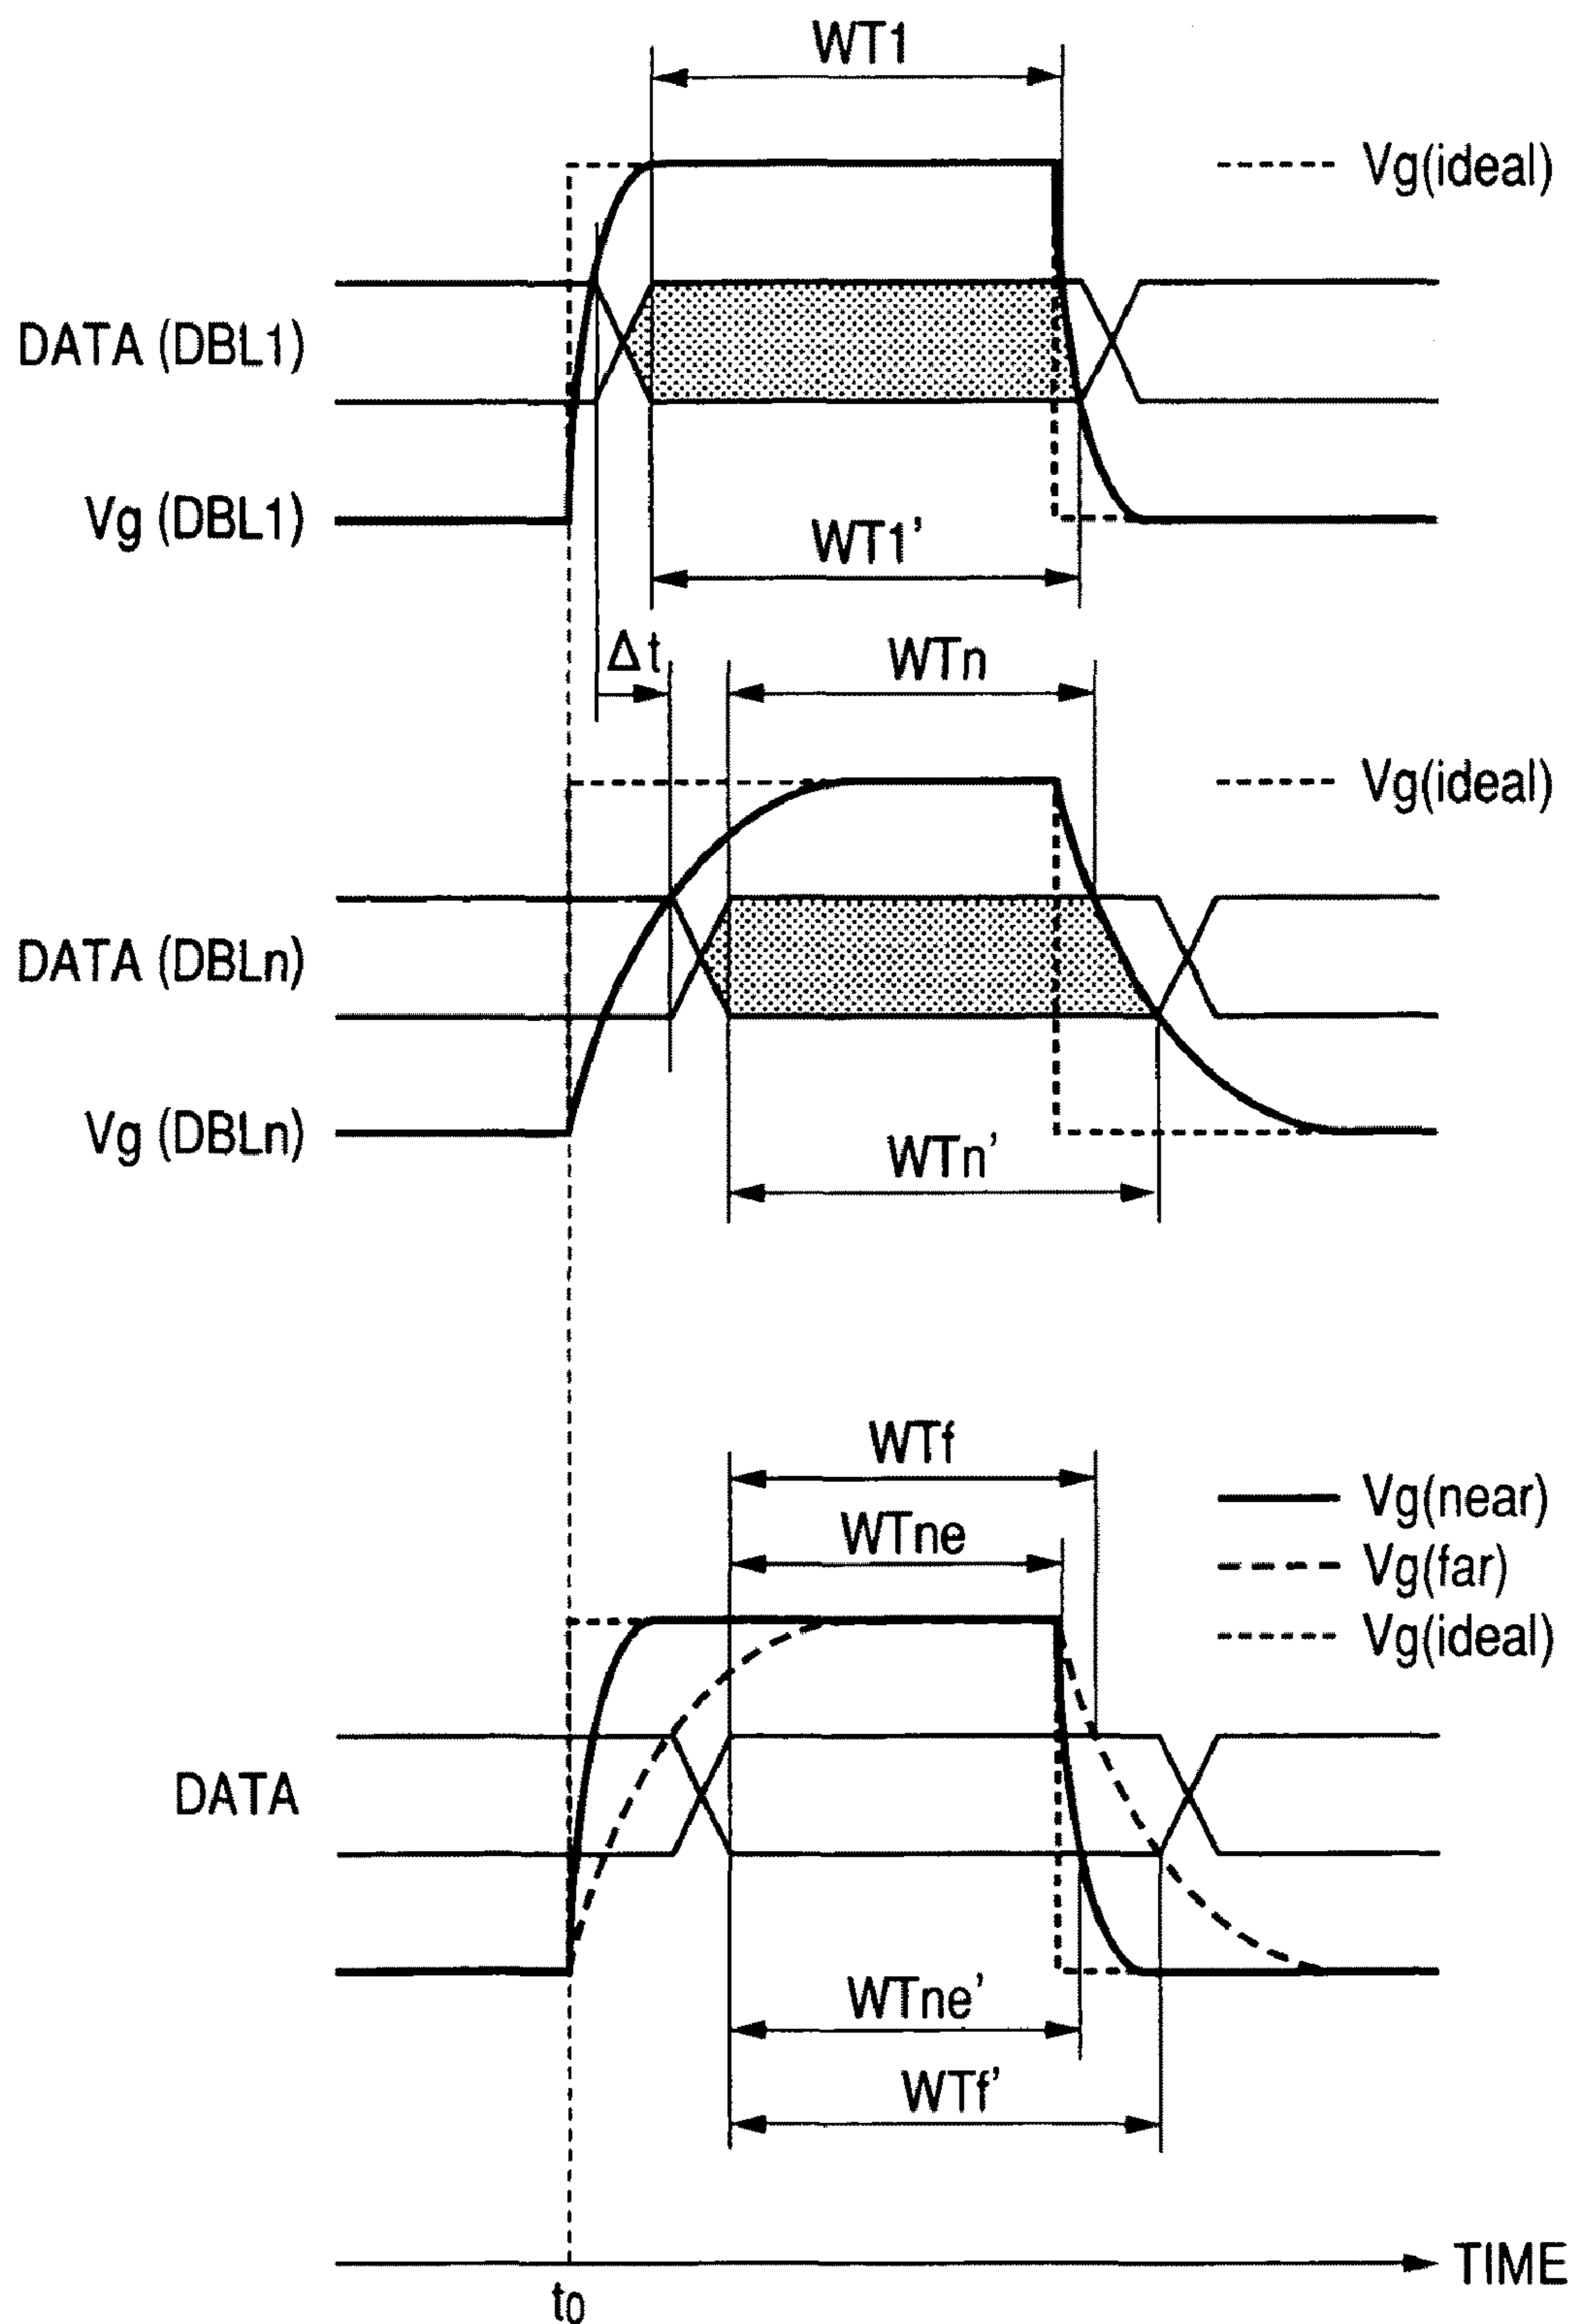 WT1
Vg(ideal)
DATA (DBL1)
Vg (DBL1)
WT1'
Δt
WTn
Vg(ideal)
DATA (DBLn)
Vg (DBLn)
WTn'
WTf
Vg(near)
WTne
Vg(far)
Vg(ideal)
DATA
WTne'
WTf'
TIME
t0